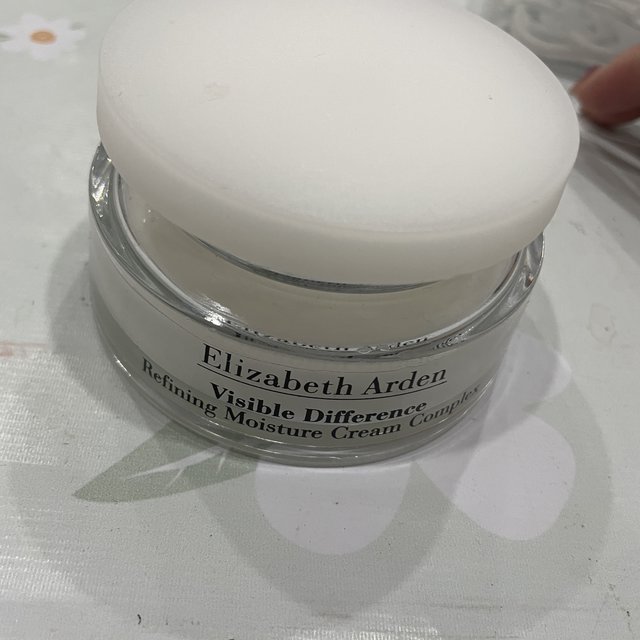 Elizabeth Arden
Visible Difference
Refining Moisture Cream Complex